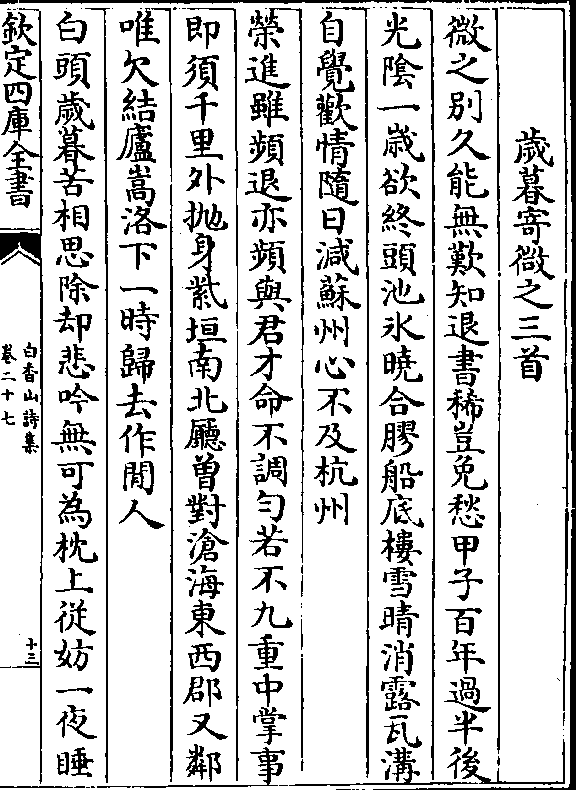 歳暮寄微之三首
微之别久能無歎知退書稀豈免愁甲子百年過半後
光陰一歳欲終頭池氷曉合膠船底樓雪晴消露瓦溝
自覺歡情隨日減蘇州心不及杭州
榮進雖頻退亦頻與君才命不調勻若不九重中掌事
即須千里外抛身紫垣南北廳曽對滄海東西郡又鄰
唯欠結廬嵩洛下一時歸去作閒人
白頭歳暮苦相思除却悲吟無可為枕上從妨一夜睡
欽定四庫全書
白香山詩集
卷二十七
十三